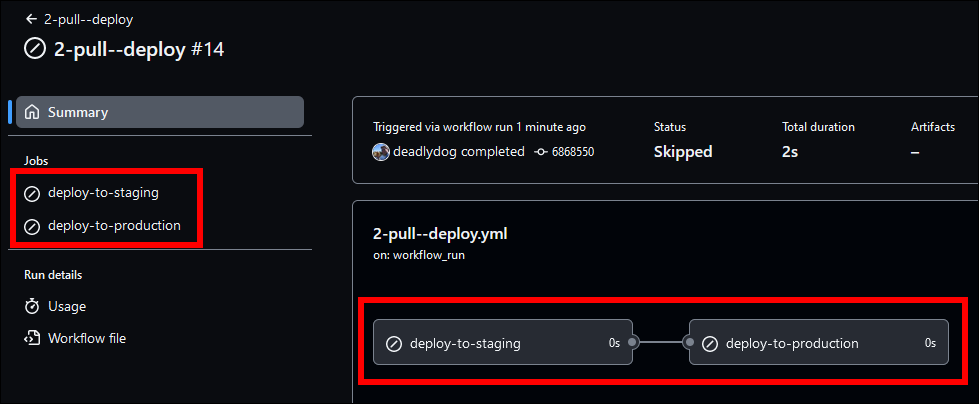 2-pull--deploy
2-pull--deploy #14
Summary
Jobs
deploy-to-staging
deploy-to-production
Run details
Usage
Workflow file
Triggered via workflow run 1 minute ago
deadlydog completed 6868550
Status
Skipped
Total duration
2s
Artifacts
–
2-pull--deploy.yml
on: workflow_run
deploy-to-staging 0s
deploy-to-production 0s